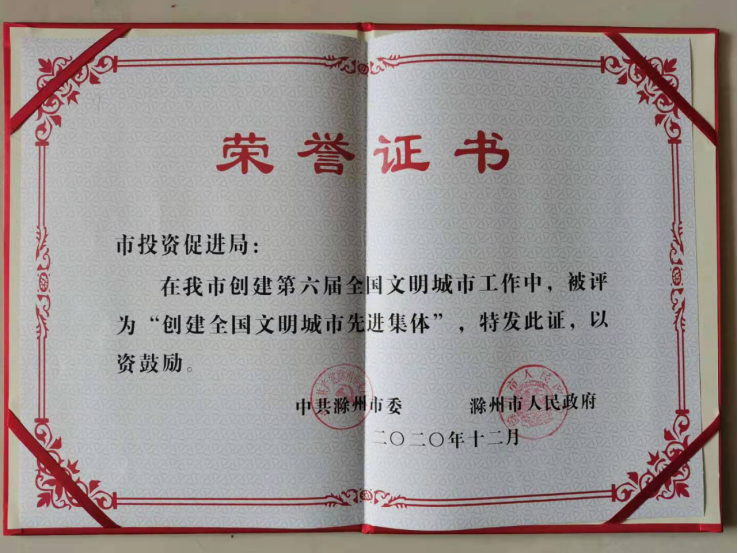 荣誉证书
市投资促进局：
在我市创建第六届全国文明城市工作中，被评
为“创建全国文明城市先进集体”，特发此证，以
资鼓励。
中共滁州市委 滁州市人民政府
二〇二〇年十二月